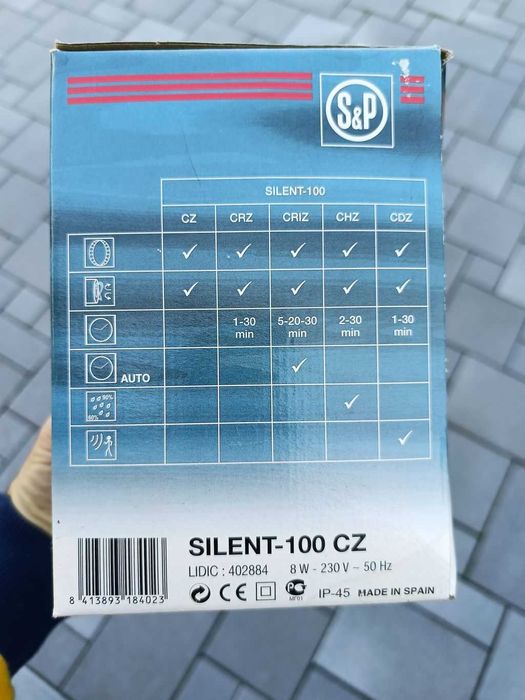 S&P
SILENT-100
CZ CRZ CRIZ CHZ CDZ
1-30 min 5-20-30 min 2-30 min 1-30 min
AUTO
90%
60%
SILENT-100 CZ
LIDIC : 402884 8 W - 230 V ~ 50 Hz
8 413893 184023
CE IP-45 MADE IN SPAIN